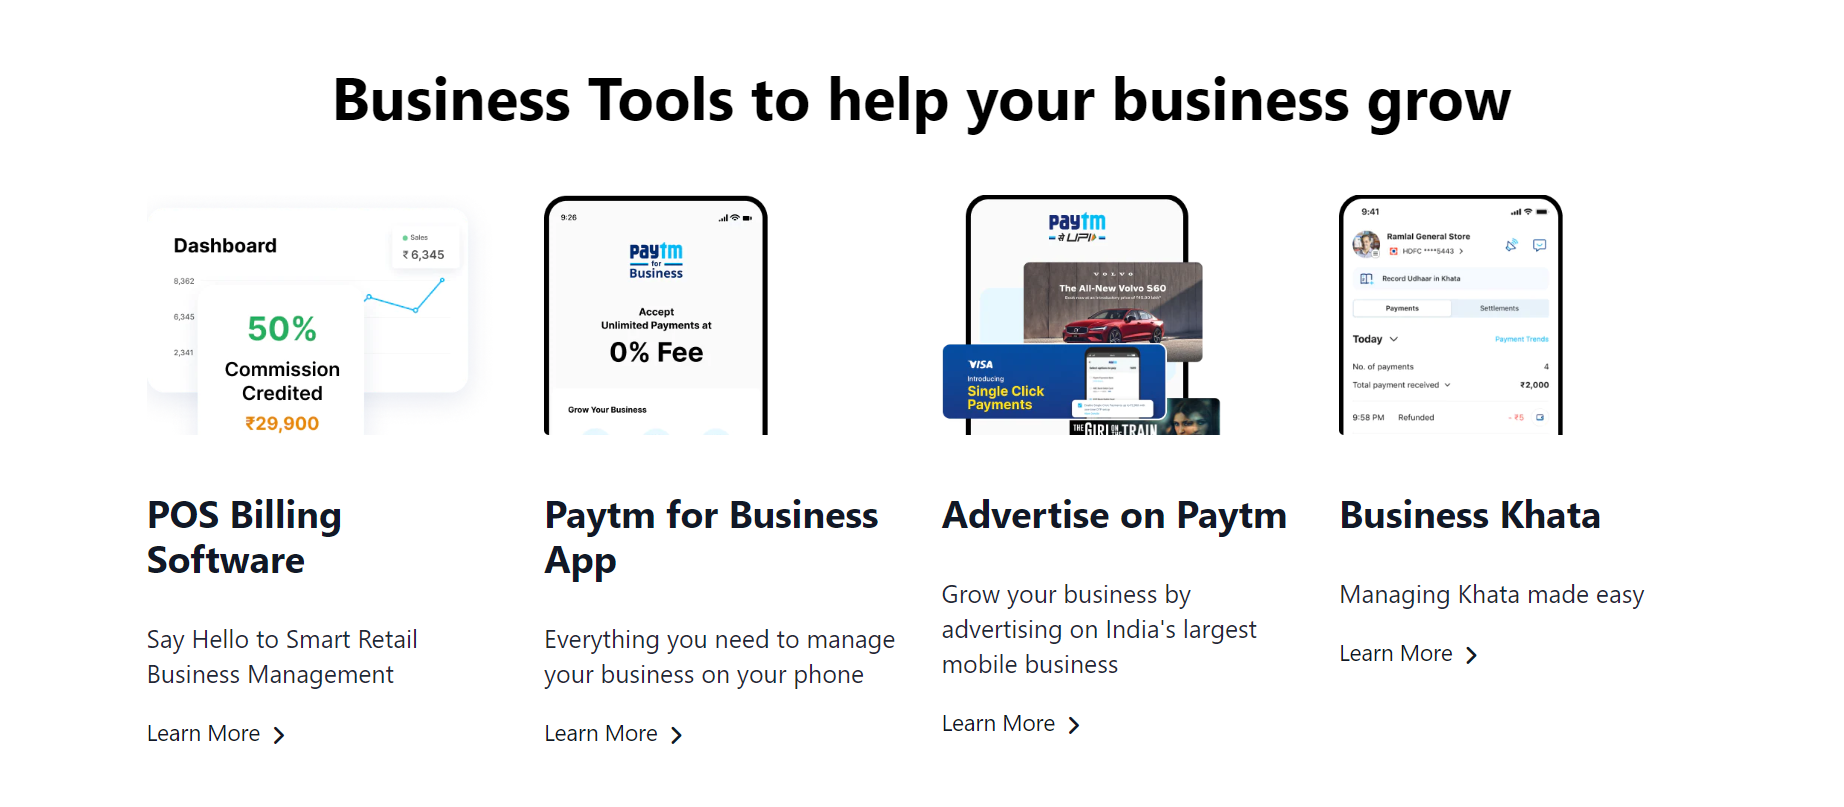 Business Tools to help your business grow
Dashboard
Sales
₹ 6,345
8,362
6,345
2,341
50%
Commission
Credited
₹29,900
9:26
paytm
for
Business
Accept
Unlimited Payments at
0% Fee
Grow Your Business
paytm
से UPI
VOLVO
The All-New Volvo S60
VISA
Introducing
Single Click
Payments
THE GIRL ON THE TRAIN
9:41
Ramlal General Store
HDFC ****5443
Record Udhaar in Khata
Payments
Settlements
Today
Payment Trends
No. of payments
4
Total payment received
₹2,000
9:58 PM
Refunded
- ₹5
POS Billing
Software
Say Hello to Smart Retail
Business Management
Learn More
Paytm for Business
App
Everything you need to manage
your business on your phone
Learn More
Advertise on Paytm
Grow your business by
advertising on India's largest
mobile business
Learn More
Business Khata
Managing Khata made easy
Learn More